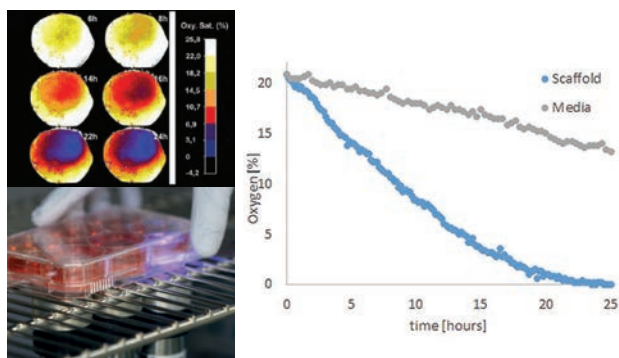 6h
8h
14h
16h
22h
24h
Oxy. Sat. (%)
25,8
22,0
18,2
14,5
10,7
6,9
3,1
0
-4,2
Oxygen [%]
20
15
10
5
0
Scaffold
Media
0
5
10
15
20
25
time [hours]